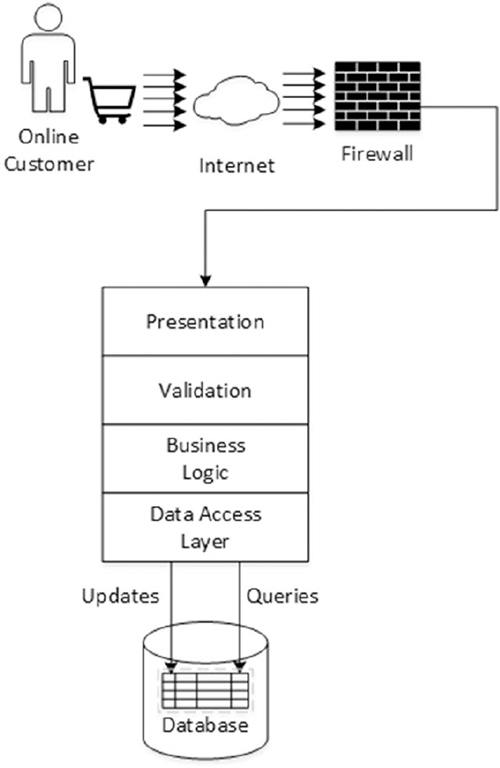 Online
Customer
Internet
Firewall
Presentation
Validation
Business
Logic
Data Access
Layer
Updates
Queries
Database